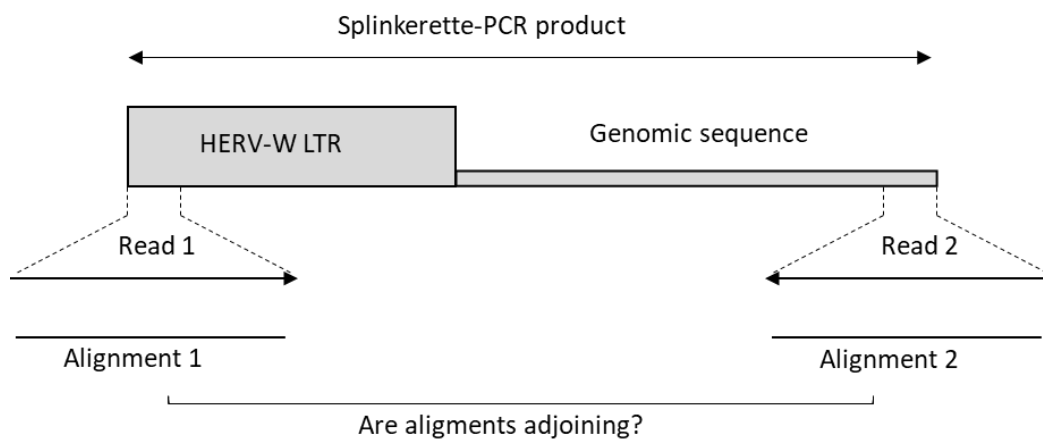 Splinkerette-PCR product
HERV-W LTR
Genomic sequence
Read 1
Read 2
Alignment 1
Alignment 2
Are aligments adjoining?